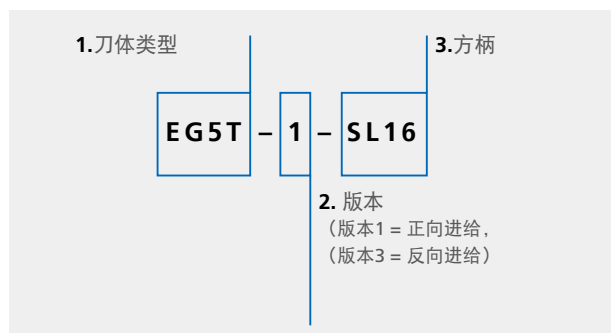 1.刀体类型
3.方柄
EG5T – 1 – SL16
2. 版本
（版本1 = 正向进给，
（版本3 = 反向进给）